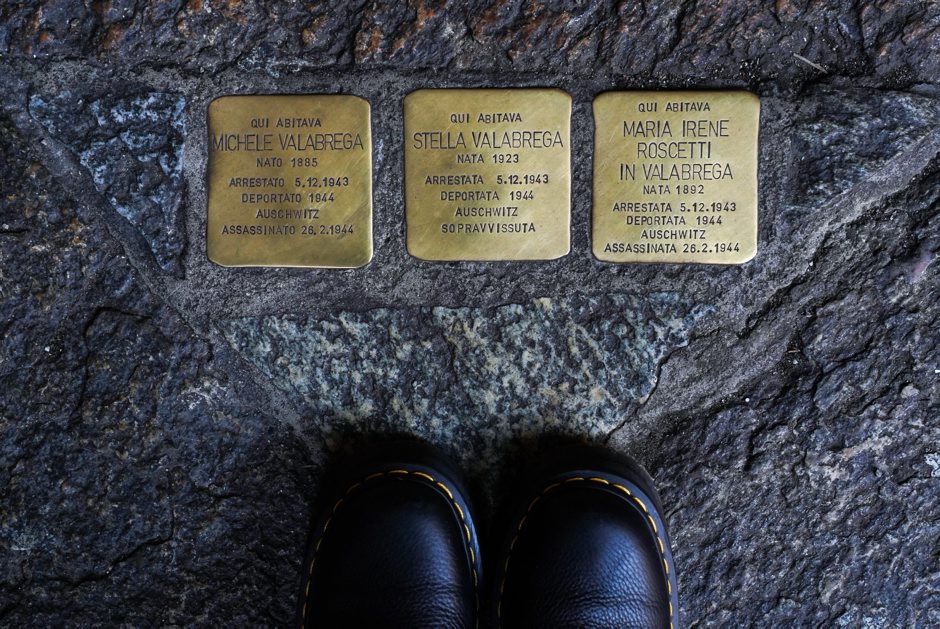 QUI ABITAVA
MICHELE VALABREGA
NATO 1885
ARRESTATO 5.12.1943
DEPORTATO 1944
AUSCHWITZ
ASSASSINATO 26.2.1944
QUI ABITAVA
STELLA VALABREGA
NATA 1923
ARRESTATA 5.12.1943
DEPORTATA 1944
AUSCHWITZ
SOPRAVVISSUTA
QUI ABITAVA
MARIA IRENE
ROSCETTI
IN VALABREGA
NATA 1892
ARRESTATA 5.12.1943
DEPORTATA 1944
AUSCHWITZ
ASSASSINATA 26.2.1944